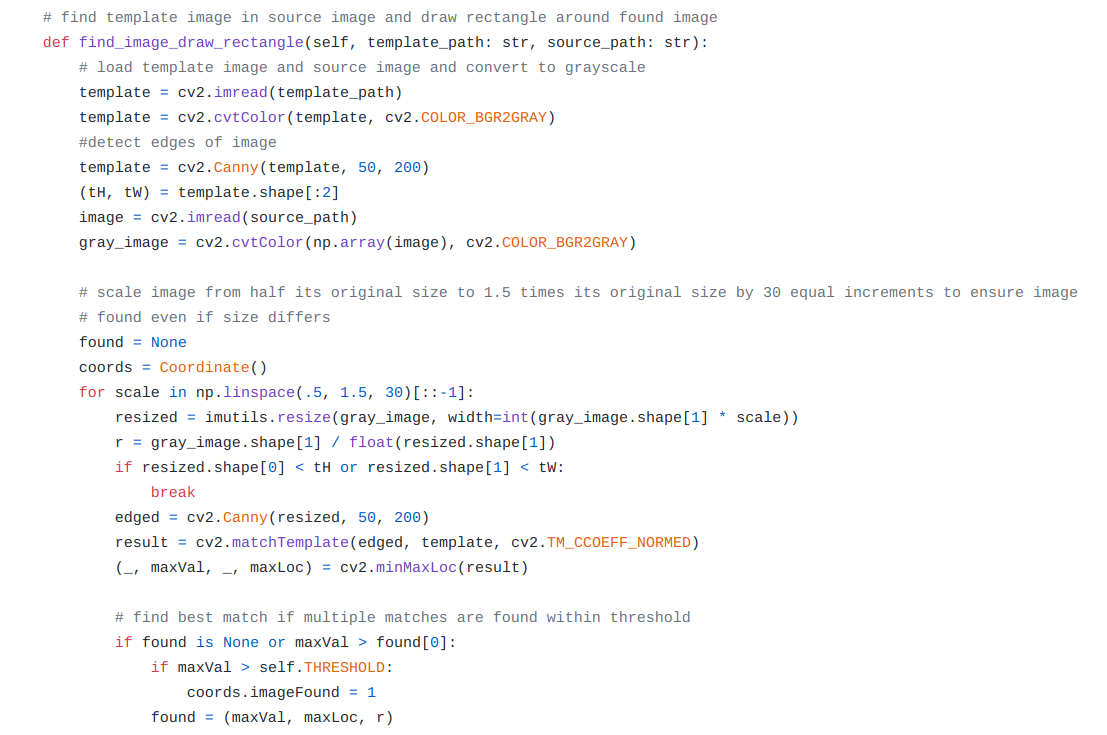 # find template image in source image and draw rectangle around found image
def find_image_draw_rectangle(self, template_path: str, source_path: str):
    # load template image and source image and convert to grayscale
    template = cv2.imread(template_path)
    template = cv2.cvtColor(template, cv2.COLOR_BGR2GRAY)
    #detect edges of image
    template = cv2.Canny(template, 50, 200)
    (tH, tW) = template.shape[:2]
    image = cv2.imread(source_path)
    gray_image = cv2.cvtColor(np.array(image), cv2.COLOR_BGR2GRAY)

    # scale image from half its original size to 1.5 times its original size by 30 equal increments to ensure image
    # found even if size differs
    found = None
    coords = Coordinate()
    for scale in np.linspace(.5, 1.5, 30)[::-1]:
        resized = imutils.resize(gray_image, width=int(gray_image.shape[1] * scale))
        r = gray_image.shape[1] / float(resized.shape[1])
        if resized.shape[0] < tH or resized.shape[1] < tW:
            break
        edged = cv2.Canny(resized, 50, 200)
        result = cv2.matchTemplate(edged, template, cv2.TM_CCOEFF_NORMED)
        (_, maxVal, _, maxLoc) = cv2.minMaxLoc(result)

        # find best match if multiple matches are found within threshold
        if found is None or maxVal > found[0]:
            if maxVal > self.THRESHOLD:
                coords.imageFound = 1
            found = (maxVal, maxLoc, r)